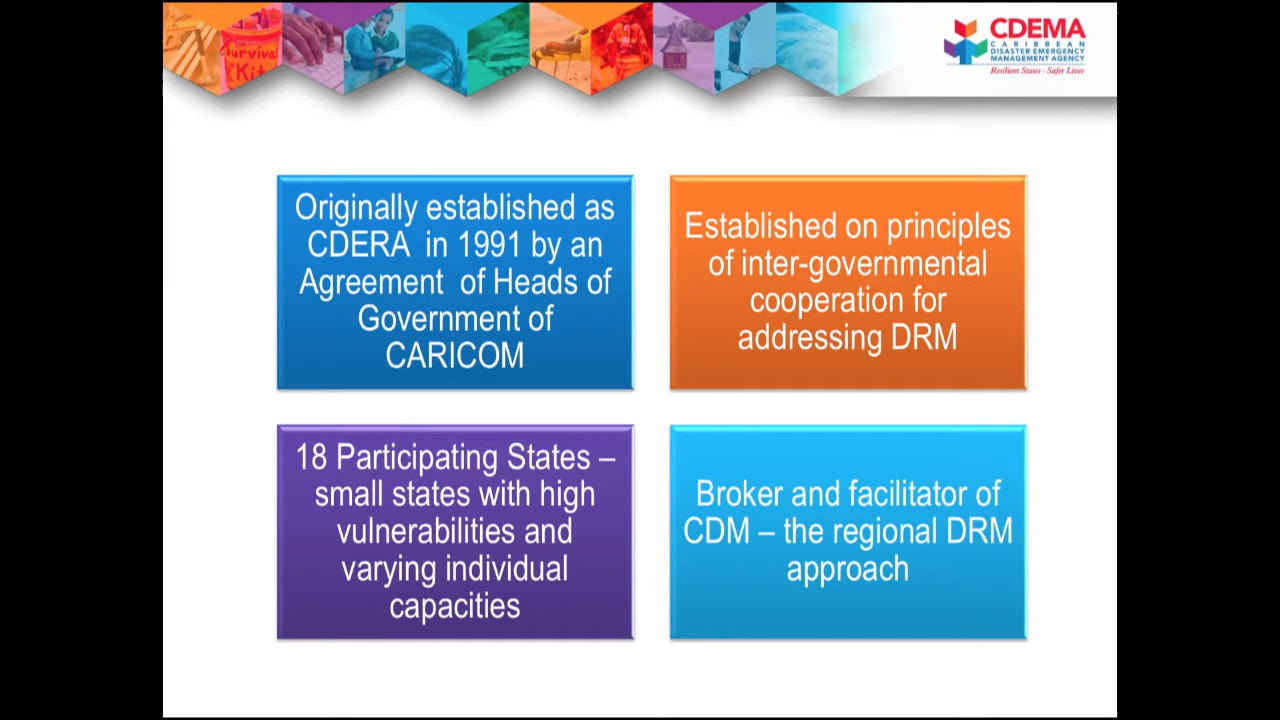 Survival
Kit
CDEMA
CARIBBEAN
DISASTER EMERGENCY
MANAGEMENT AGENCY
Resilient States - Safer Lives
Originally established as
CDERA in 1991 by an
Agreement of Heads of
Government of
CARICOM
Established on principles
of inter-governmental
cooperation for
addressing DRM
18 Participating States –
small states with high
vulnerabilities and
varying individual
capacities
Broker and facilitator of
CDM – the regional DRM
approach